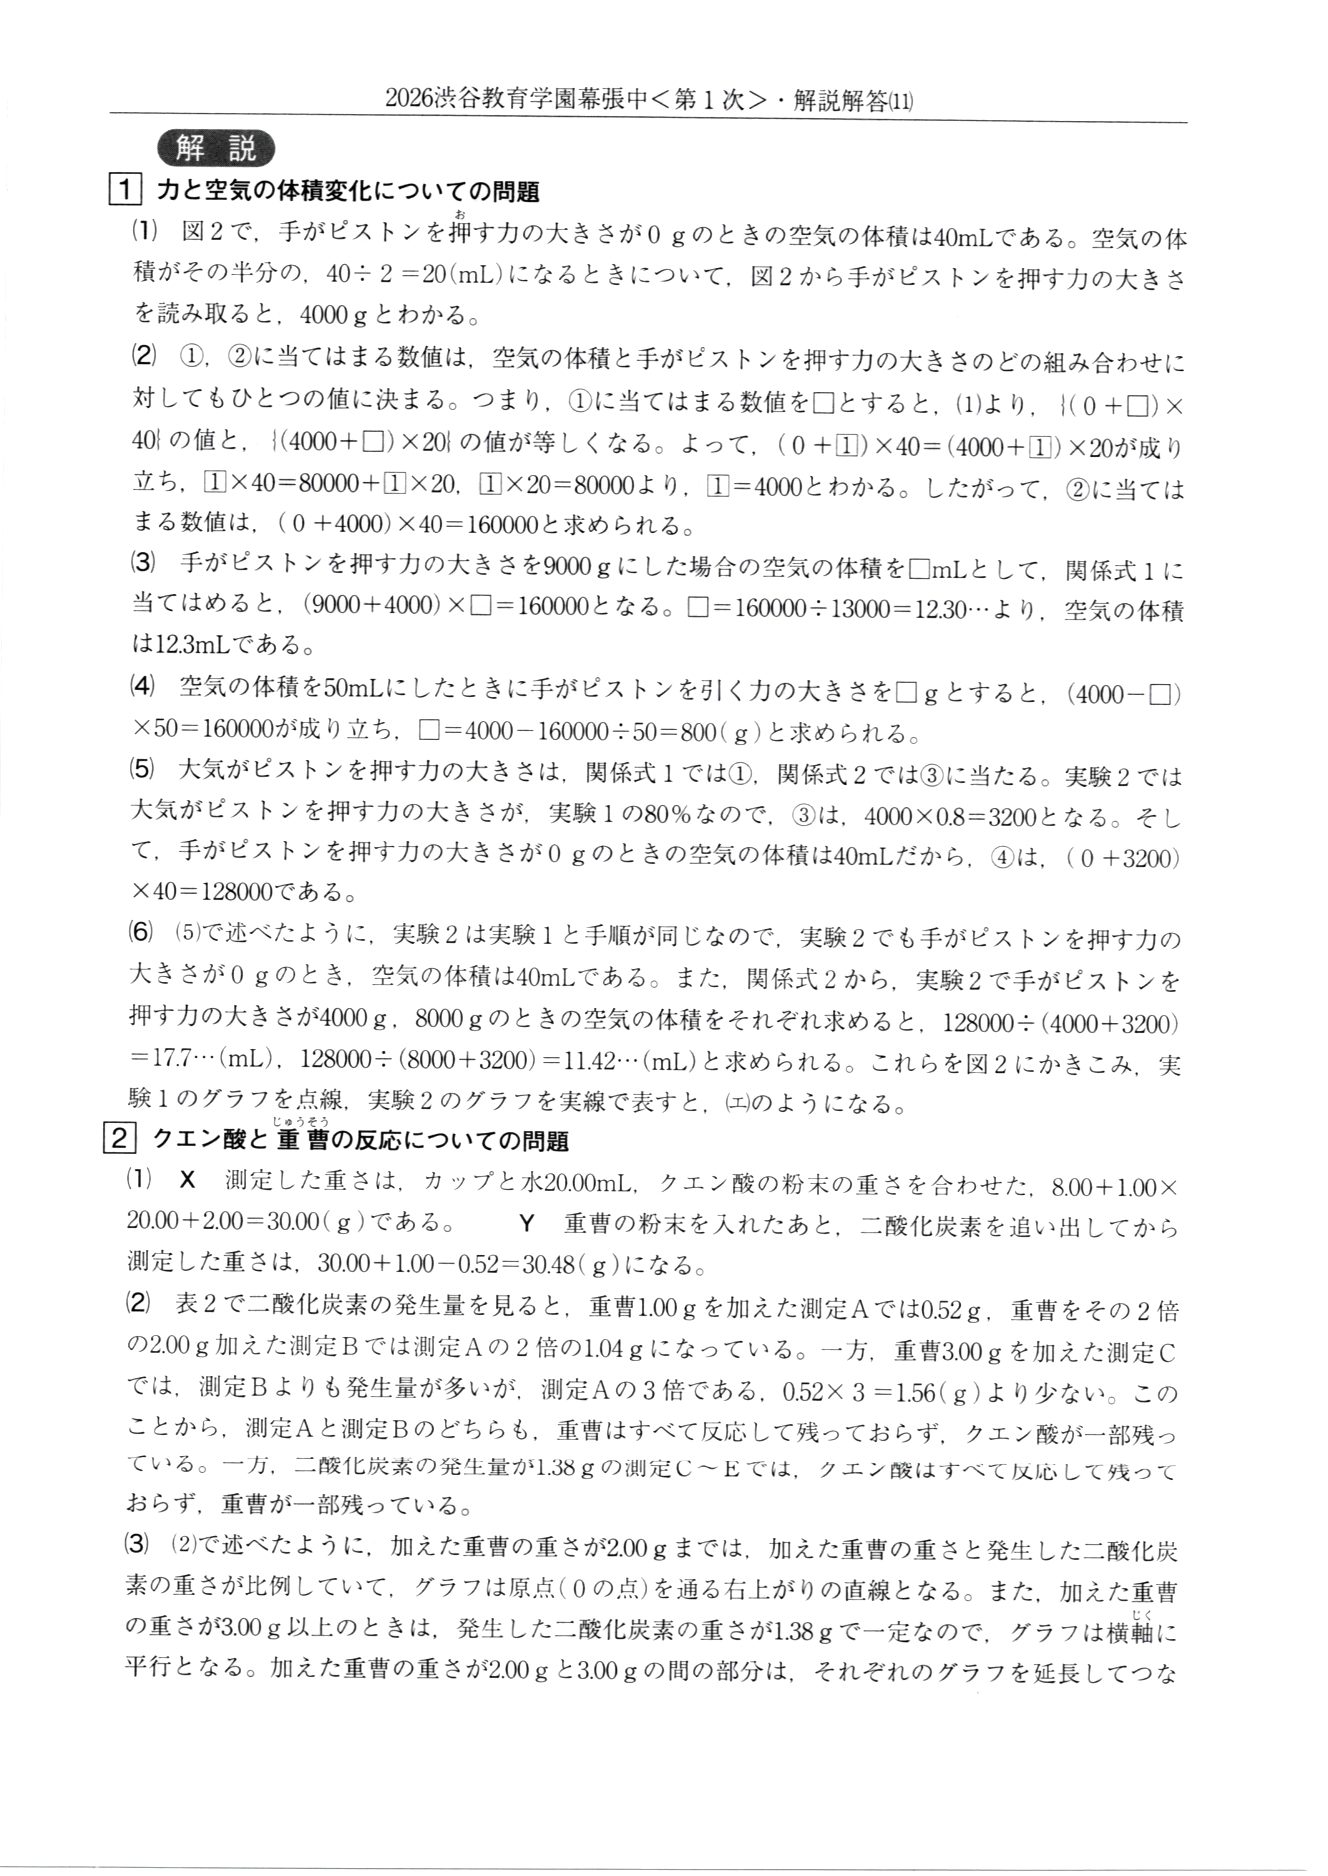 2026渋谷教育学園幕張中＜第1次＞・解説解答(11)
解説
1 力と空気の体積変化についての問題
お
(1) 図2で，手がピストンを押す力の大きさが0gのときの空気の体積は40mLである。空気の体
積がその半分の，40÷2＝20(mL)になるときについて，図2から手がピストンを押す力の大きさ
を読み取ると，4000gとわかる。
(2) ①，②に当てはまる数値は，空気の体積と手がピストンを押す力の大きさのどの組み合わせに
対してもひとつの値に決まる。つまり，①に当てはまる数値を□とすると，(1)より，{(0＋□)×
40}の値と，{(4000＋□)×20}の値が等しくなる。よって，(0＋1)×40＝(4000＋1)×20が成り
立ち，1×40＝80000＋1×20，1×20＝80000より，1＝4000とわかる。したがって，②に当ては
まる数値は，(0＋4000)×40＝160000と求められる。
(3) 手がピストンを押す力の大きさを9000gにした場合の空気の体積を□mLとして，関係式1に
当てはめると，(9000＋4000)×□＝160000となる。□＝160000÷13000＝12.30…より，空気の体積
は12.3mLである。
(4) 空気の体積を50mLにしたときに手がピストンを引く力の大きさを□gとすると，(4000－□)
×50＝160000が成り立ち，□＝4000－160000÷50＝800(g)と求められる。
(5) 大気がピストンを押す力の大きさは，関係式1では①，関係式2では③に当たる。実験2では
大気がピストンを押す力の大きさが，実験1の80％なので，③は，4000×0.8＝3200となる。そし
て，手がピストンを押す力の大きさが0gのときの空気の体積は40mLだから，④は，(0＋3200)
×40＝128000である。
(6) (5)で述べたように，実験2は実験1と手順が同じなので，実験2でも手がピストンを押す力の
大きさが0gのとき，空気の体積は40mLである。また，関係式2から，実験2で手がピストンを
押す力の大きさが4000g，8000gのときの空気の体積をそれぞれ求めると，128000÷(4000＋3200)
＝17.7…(mL)，128000÷(8000＋3200)＝11.42…(mL)と求められる。これらを図2にかきこみ，実
験1のグラフを点線，実験2のグラフを実線で表すと，(エ)のようになる。
じゅうそう
2 クエン酸と重曹の反応についての問題
(1) X 測定した重さは，カップと水20.00mL，クエン酸の粉末の重さを合わせた，8.00＋1.00×
20.00＋2.00＝30.00(g)である。 Y 重曹の粉末を入れたあと，二酸化炭素を追い出してから
測定した重さは，30.00＋1.00－0.52＝30.48(g)になる。
(2) 表2で二酸化炭素の発生量を見ると，重曹1.00gを加えた測定Aでは0.52g，重曹をその2倍
の2.00g加えた測定Bでは測定Aの2倍の1.04gになっている。一方，重曹3.00gを加えた測定C
では，測定Bよりも発生量が多いが，測定Aの3倍である，0.52×3＝1.56(g)より少ない。この
ことから，測定Aと測定Bのどちらも，重曹はすべて反応して残っておらず，クエン酸が一部残っ
ている。一方，二酸化炭素の発生量が1.38gの測定C～Eでは，クエン酸はすべて反応して残って
おらず，重曹が一部残っている。
(3) (2)で述べたように，加えた重曹の重さが2.00gまでは，加えた重曹の重さと発生した二酸化炭
素の重さが比例していて，グラフは原点(0の点)を通る右上がりの直線となる。また，加えた重曹
じく
の重さが3.00g以上のときは，発生した二酸化炭素の重さが1.38gで一定なので，グラフは横軸に
平行となる。加えた重曹の重さが2.00gと3.00gの間の部分は，それぞれのグラフを延長してつな